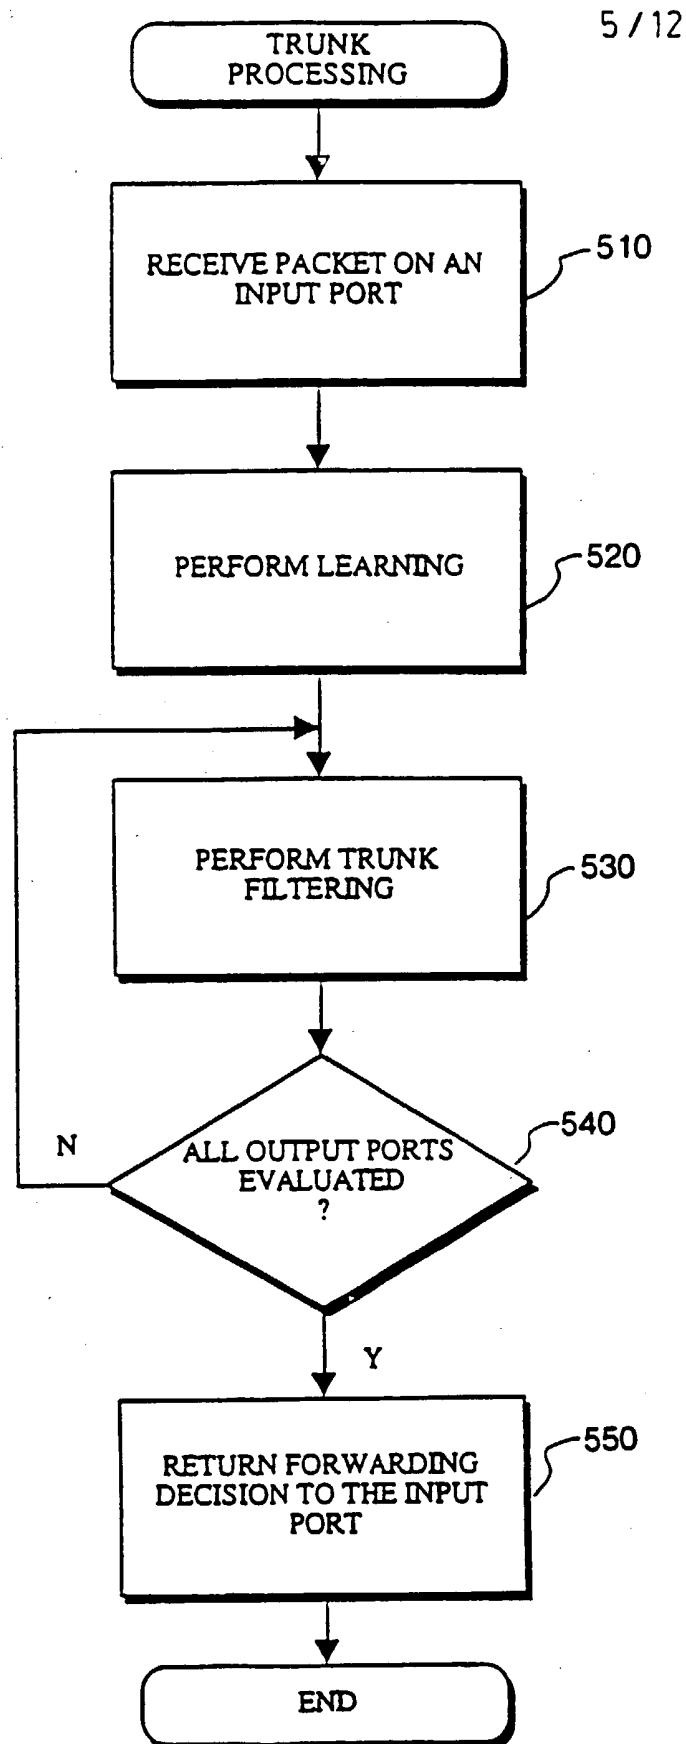 5/12
TRUNK
PROCESSING
RECEIVE PACKET ON AN
INPUT PORT
510
PERFORM LEARNING
520
PERFORM TRUNK
FILTERING
530
ALL OUTPUT PORTS
EVALUATED
?
540
N
Y
RETURN FORWARDING
DECISION TO THE INPUT
PORT
550
END